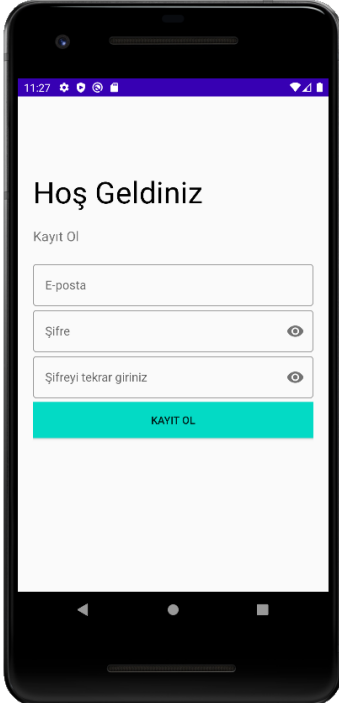 11:27
Hoş Geldiniz
Kayıt Ol
E-posta
Şifre
Şifreyi tekrar giriniz
KAYIT OL